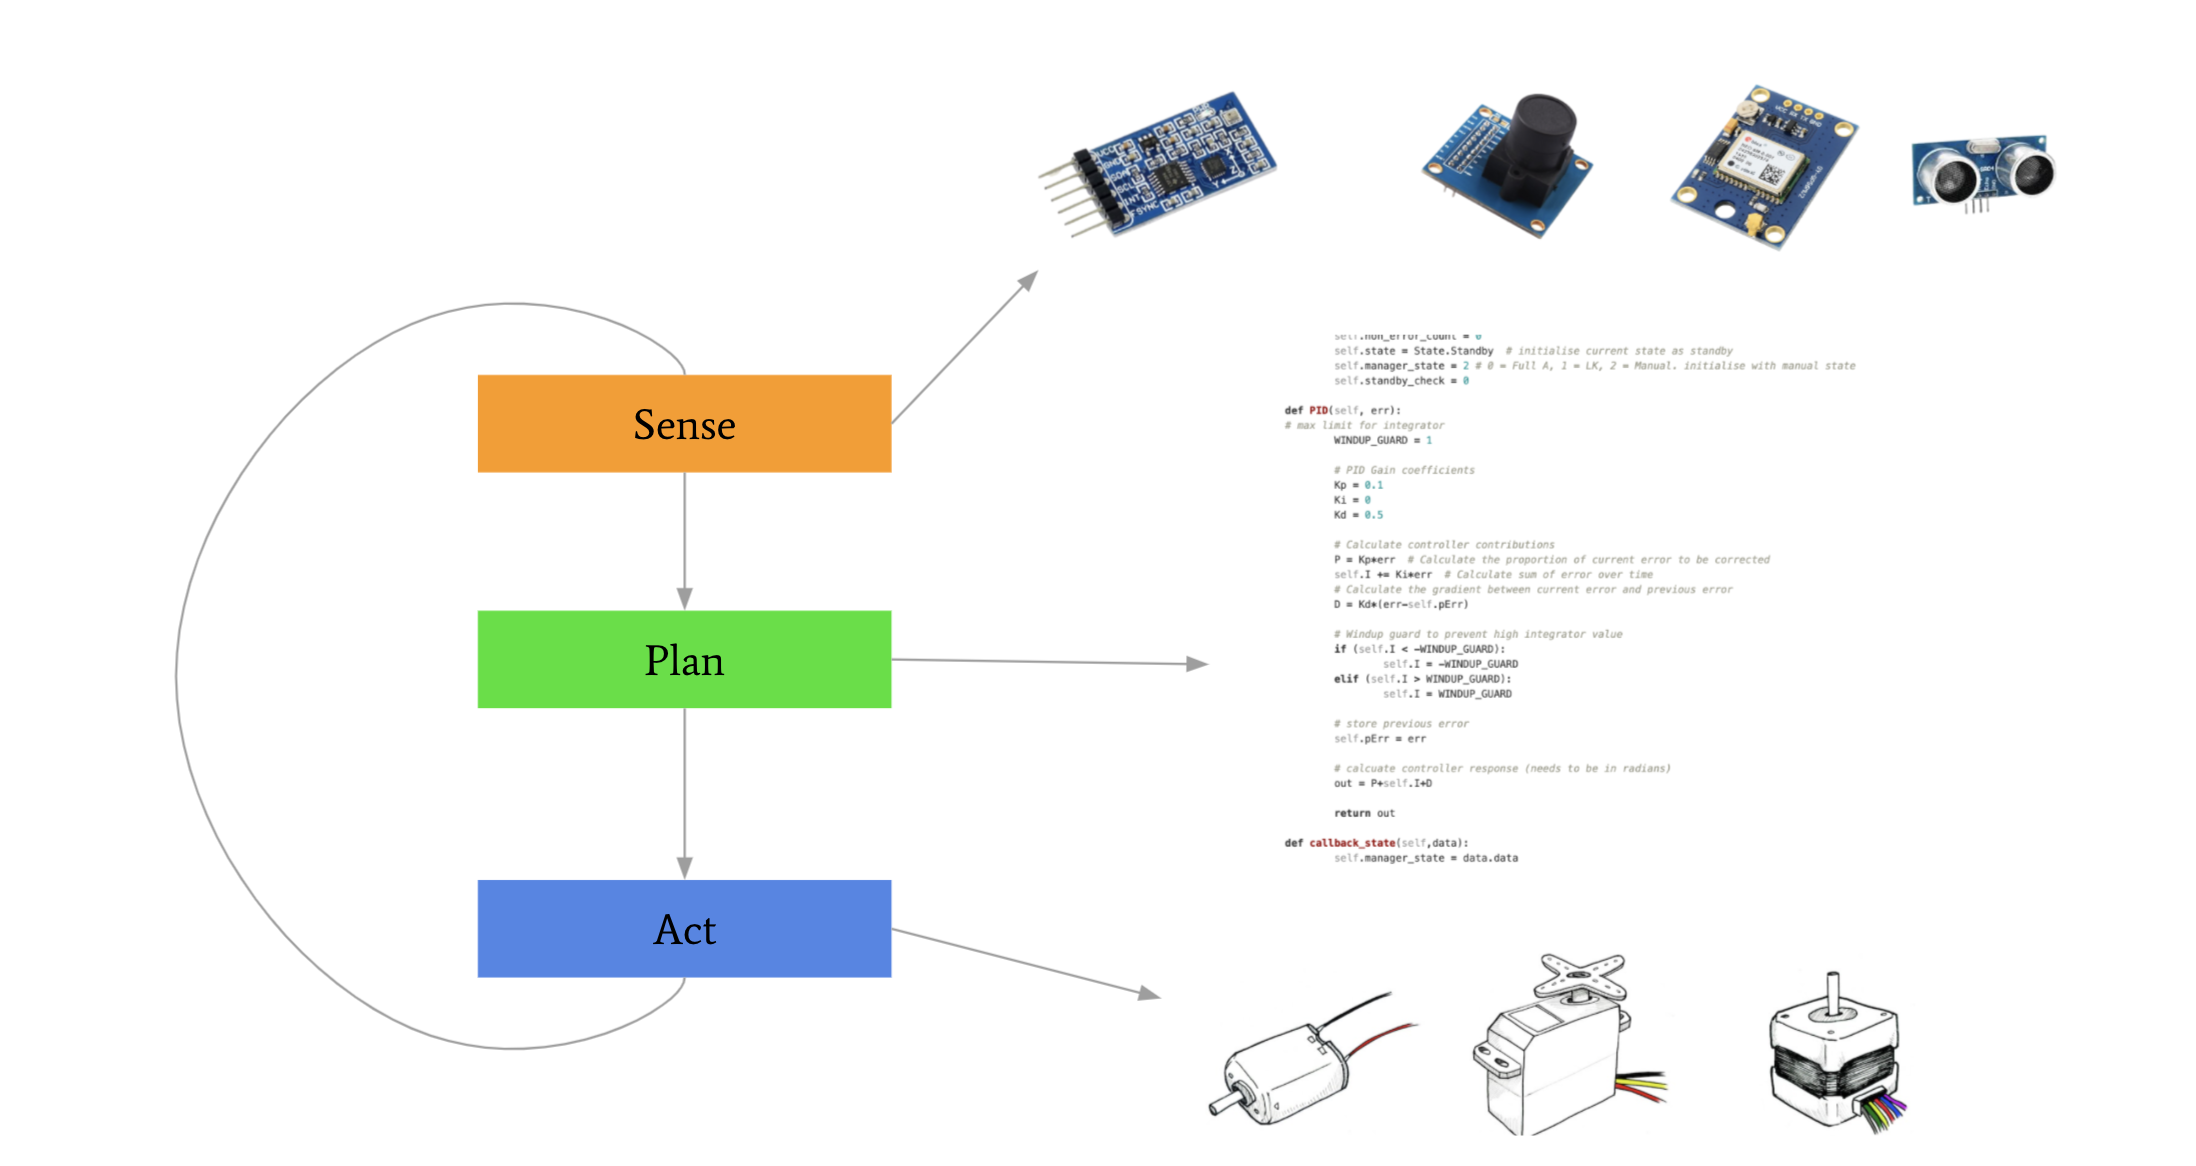 VCC
GND
SDA
SCL
INT
FSYNC
X
Y
Z
VCC RX TX GND
Sense
Plan
Act
self.non_error_count = 0
self.state = State.Standby # initialise current state as standby
self.manager_state = 2 # 0 = Full A, 1 = LK, 2 = Manual. initialise with manual state
self.standby_check = 0
def PID(self, err):
# max limit for integrator
WINDUP_GUARD = 1
# PID Gain coefficients
Kp = 0.1
Ki = 0
Kd = 0.5
# Calculate controller contributions
P = Kp*err # Calculate the proportion of current error to be corrected
self.I += Ki*err # Calculate sum of error over time
# Calculate the gradient between current error and previous error
D = Kd*(err-self.pErr)
# Windup guard to prevent high integrator value
if (self.I < -WINDUP_GUARD):
self.I = -WINDUP_GUARD
elif (self.I > WINDUP_GUARD):
self.I = WINDUP_GUARD
# store previous error
self.pErr = err
# calcuate controller response (needs to be in radians)
out = P+self.I+D
return out
def callback_state(self,data):
self.manager_state = data.data